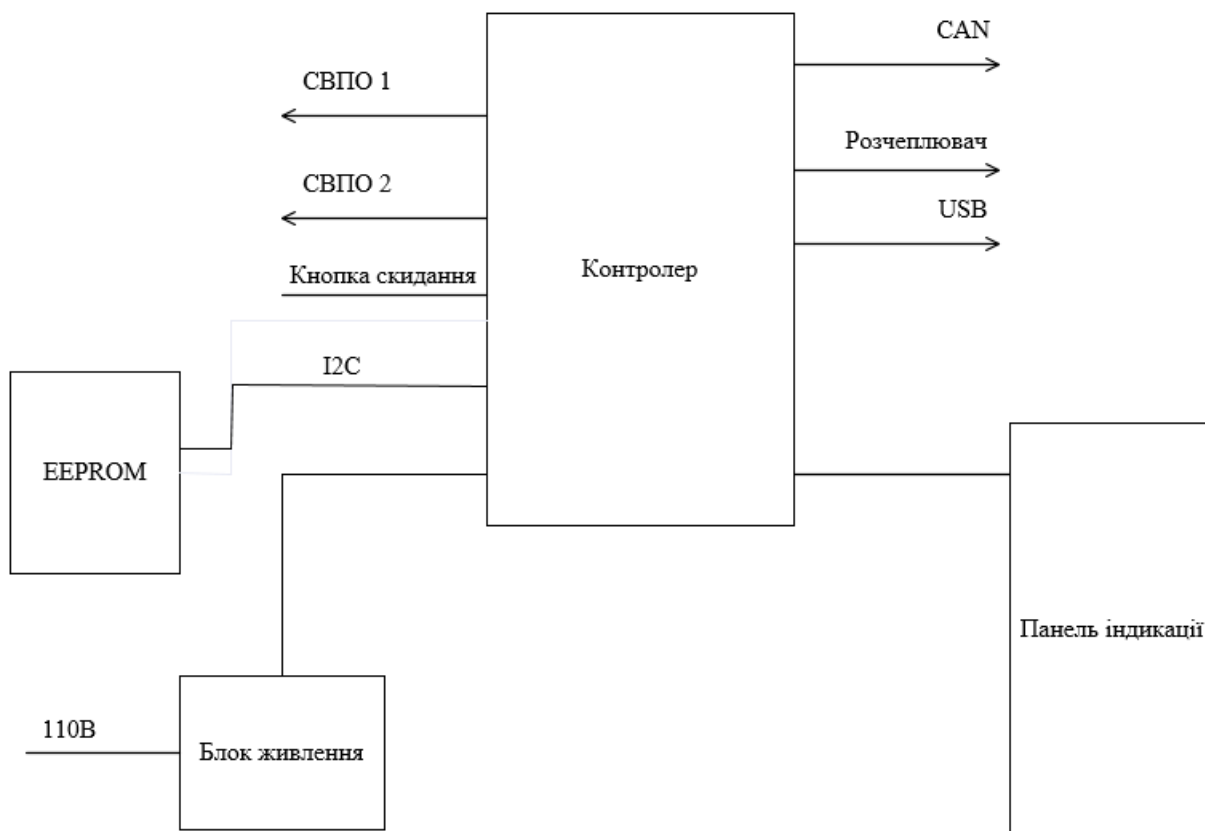 CAN
СВПО 1
Розчеплювач
СВПО 2
USB
Кнопка скидання
Контролер
I2C
EEPROM
Панель індикації
110В
Блок живлення